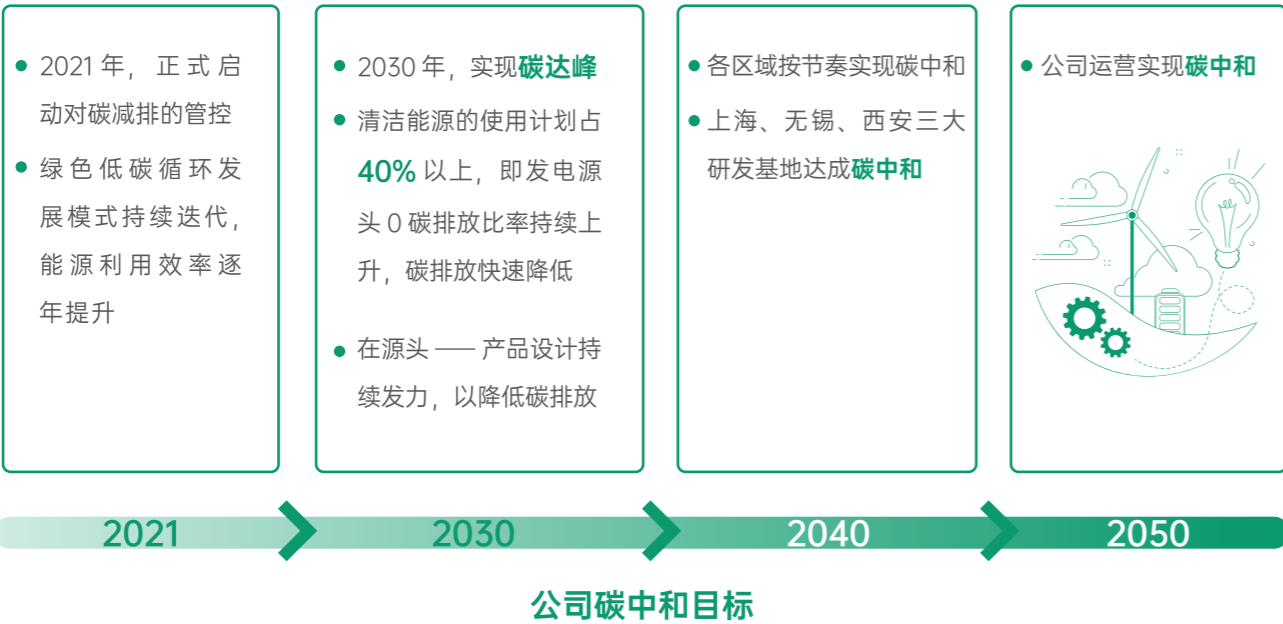 2021 年，正式启
动对碳减排的管控
绿色低碳循环发
展模式持续迭代，
能源利用效率逐
年提升
2030 年，实现碳达峰
清洁能源的使用计划占
40% 以上，即发电源
头 0 碳排放比率持续上
升，碳排放快速降低
在源头 —— 产品设计持
续发力，以降低碳排放
各区域按节奏实现碳中和
上海、无锡、西安三大
研发基地达成碳中和
公司运营实现碳中和
2021
2030
2040
2050
公司碳中和目标